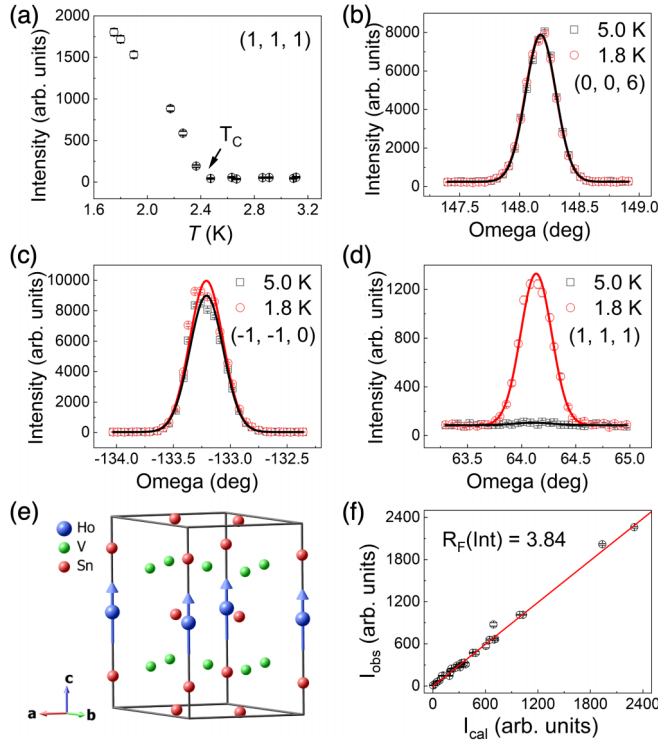 (a)
2000
1500
1000
500
0
1.6 2.0 2.4 2.8 3.2
Intensity (arb. units)
T (K)
(1, 1, 1)
T_C
(b)
8000
6000
4000
2000
0
147.5 148.0 148.5 149.0
Intensity (arb. units)
Omega (deg)
5.0 K
1.8 K
(0, 0, 6)
(c)
10000
8000
6000
4000
2000
0
-134.0 -133.5 -133.0 -132.5
Intensity (arb. units)
Omega (deg)
5.0 K
1.8 K
(-1, -1, 0)
(d)
1200
800
400
0
63.5 64.0 64.5 65.0
Intensity (arb. units)
Omega (deg)
5.0 K
1.8 K
(1, 1, 1)
(e)
Ho
V
Sn
c
a
b
(f)
2400
1800
1200
600
0
0 600 1200 1800 2400
I_obs (arb. units)
I_cal (arb. units)
R_F(Int) = 3.84